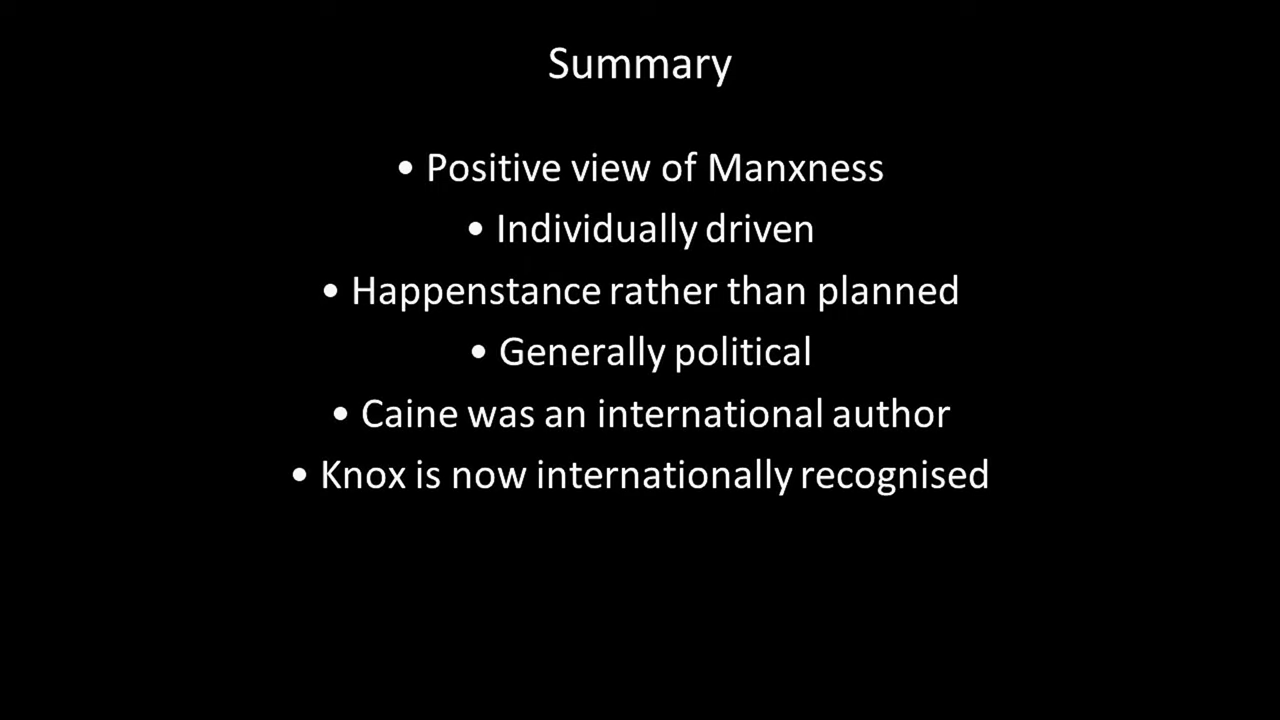 Summary
• Positive view of Manxness
• Individually driven
• Happenstance rather than planned
• Generally political
• Caine was an international author
• Knox is now internationally recognised